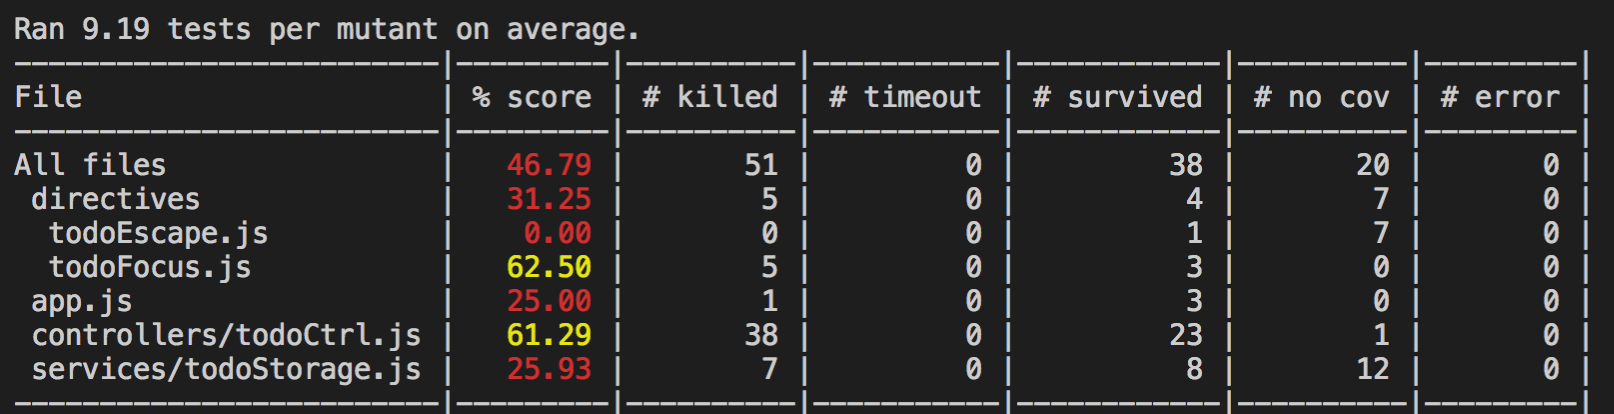 Ran 9.19 tests per mutant on average.
-------------------------|---------|----------|-----------|------------|----------|---------|
File                     | % score | # killed | # timeout | # survived | # no cov | # error |
-------------------------|---------|----------|-----------|------------|----------|---------|
All files                |   46.79 |       51 |         0 |         38 |       20 |       0 |
 directives              |   31.25 |        5 |         0 |          4 |        7 |       0 |
  todoEscape.js          |    0.00 |        0 |         0 |          1 |        7 |       0 |
  todoFocus.js           |   62.50 |        5 |         0 |          3 |        0 |       0 |
 app.js                  |   25.00 |        1 |         0 |          3 |        0 |       0 |
 controllers/todoCtrl.js |   61.29 |       38 |         0 |         23 |        1 |       0 |
 services/todoStorage.js |   25.93 |        7 |         0 |          8 |       12 |       0 |
-------------------------|---------|----------|-----------|------------|----------|---------|